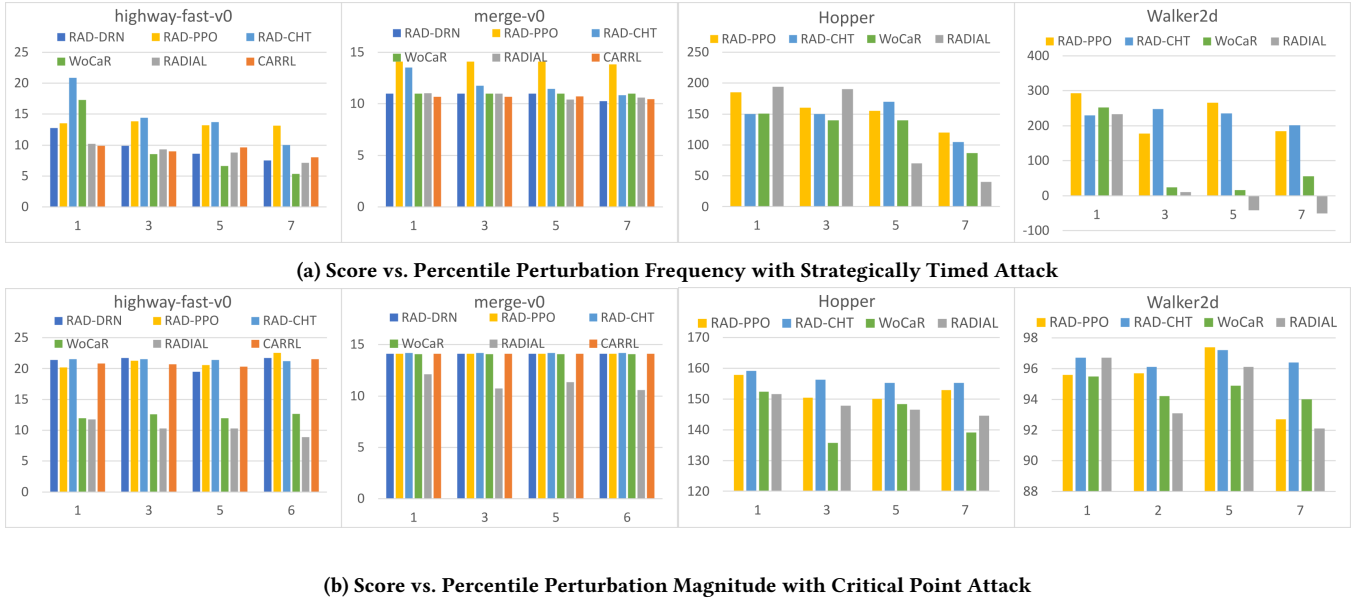 highway-fast-v0
RAD-DRN RAD-PPO RAD-CHT
WoCaR RADIAL CARRL
25
20
15
10
5
0
1 3 5 7
merge-v0
RAD-DRN RAD-PPO RAD-CHT
WoCaR RADIAL CARRL
15
10
5
0
1 3 5 7
Hopper
RAD-PPO RAD-CHT WoCaR RADIAL
250
200
150
100
50
0
1 3 5 7
Walker2d
RAD-PPO RAD-CHT WoCaR RADIAL
400
300
200
100
0
-100
1 3 5 7
(a) Score vs. Percentile Perturbation Frequency with Strategically Timed Attack
highway-fast-v0
RAD-DRN RAD-PPO RAD-CHT
WoCaR RADIAL CARRL
25
20
15
10
5
0
1 3 5 6
merge-v0
RAD-DRN RAD-PPO RAD-CHT
WoCaR RADIAL CARRL
15
10
5
0
1 3 5 6
Hopper
RAD-PPO RAD-CHT WoCaR RADIAL
170
160
150
140
130
120
1 3 5 7
Walker2d
RAD-PPO RAD-CHT WoCaR RADIAL
98
96
94
92
90
88
1 2 5 7
(b) Score vs. Percentile Perturbation Magnitude with Critical Point Attack